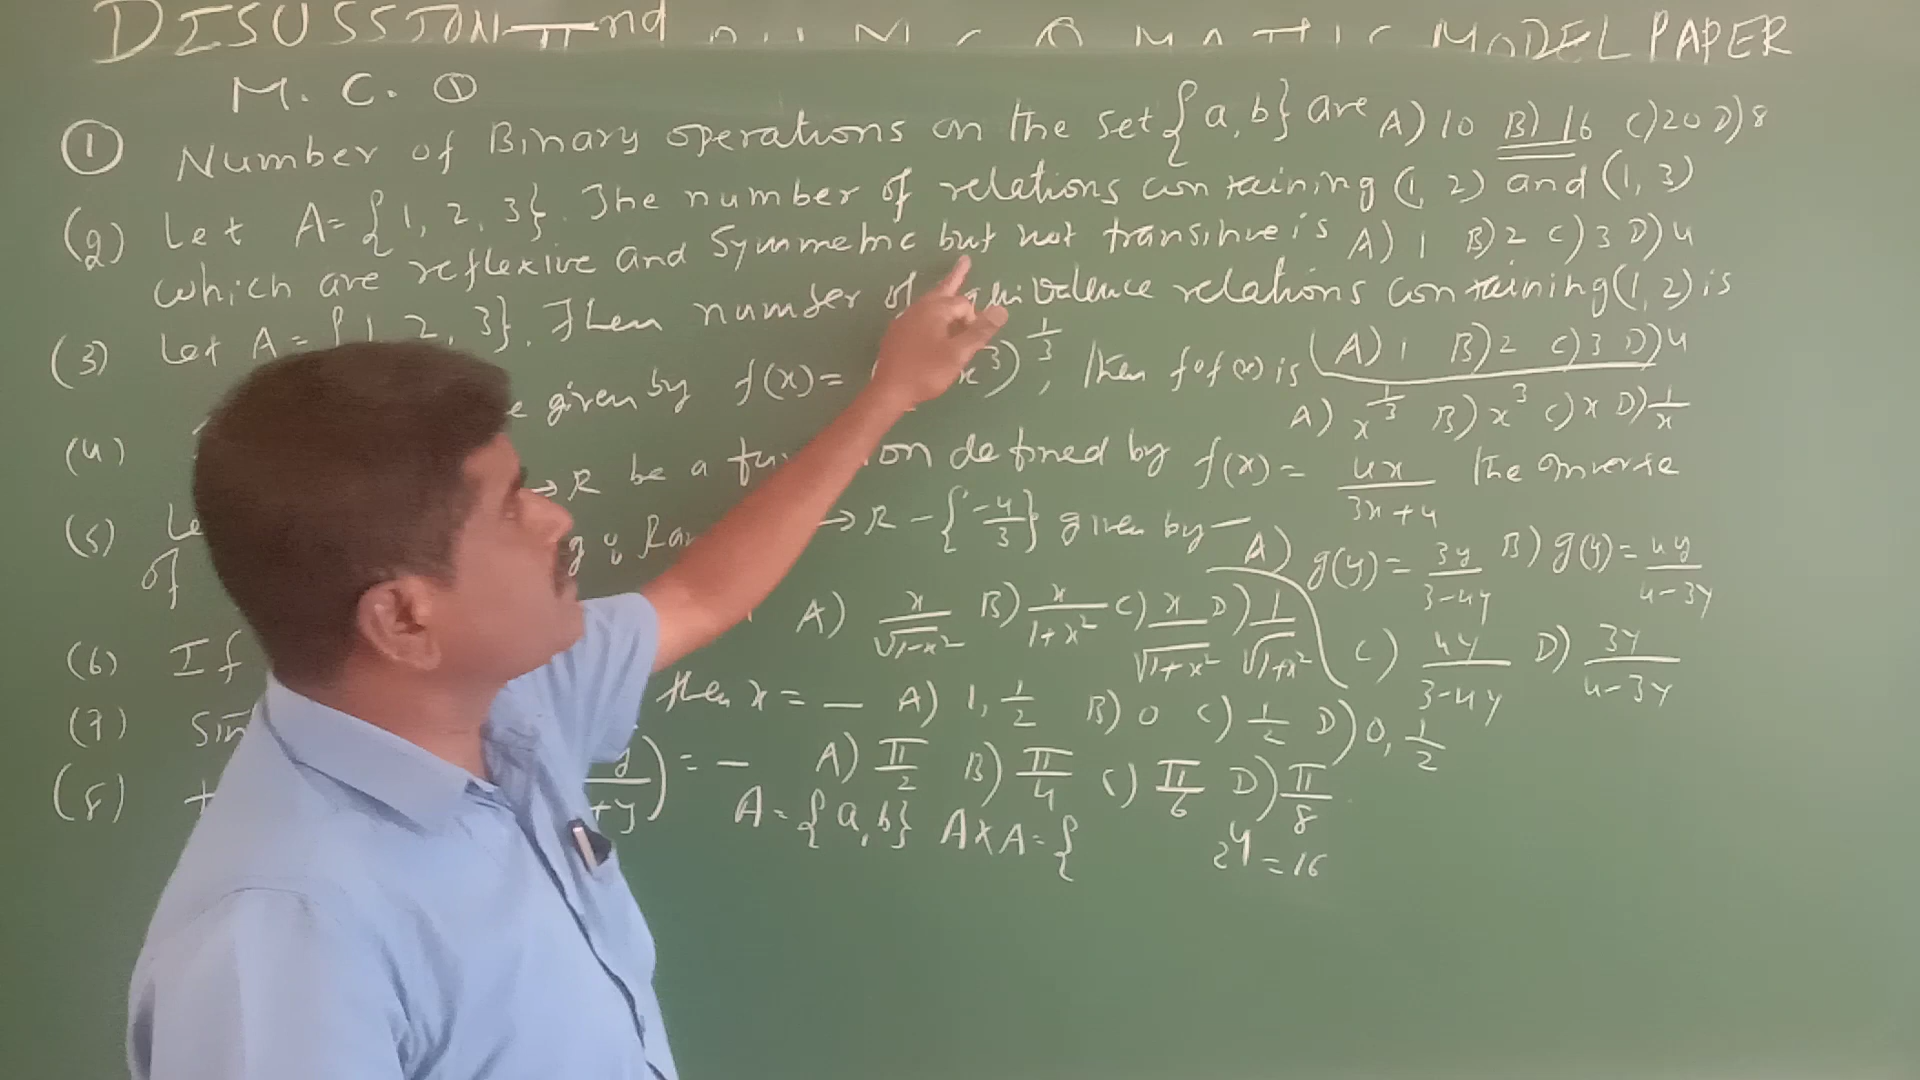 DISUSSION IInd MODEL PAPER
M. C. Q
① Number of Binary operations on the set {a, b} are A) 10 B) 16 C) 20 D) 8
(2) Let A = {1, 2, 3}. The number of relations containing (1, 2) and (1, 3)
which are reflexive and Symmetric but not transitive is A) 1 B) 2 C) 3 D) 4
(3) Let A = {1, 2, 3}. Then number of relations containing (1, 2) is
A) 1 B) 2 C) 3 D) 4
(4) given by f(x) = x³)^{1/3}, then fof(x) is
A) x^{1/3} B) x³ C) x D) 1/x
(5) → R be a function defined by f(x) = 4x/(3x+4) the inverse
of g : → R - {-4/3} given by — A) g(y) = 3y/(3-4y) B) g(y) = 4y/(4-3y)
C) 4y/(3-4y) D) 3y/(4-3y)
(6) If A) x/√1-x² B) x/1+x² C) x/√1+x² D) 1/√1+x²
(7) Sin then x = — A) 1, 1/2 B) 0 C) 1/2 D) 0, 1/2
(8) +y) = — A) π/2 B) π/4 C) π/6 D) π/8
A = {a, b} A×A = { 2⁴ = 16